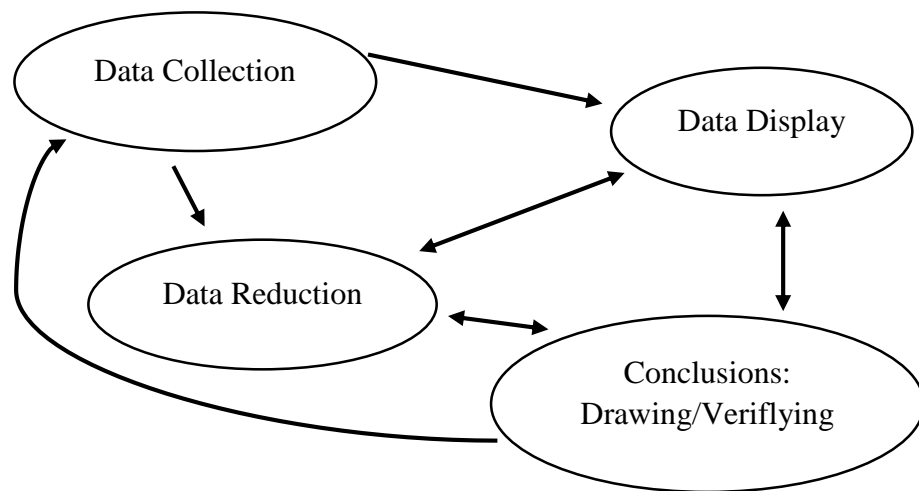 Data Collection
Data Display
Data Reduction
Conclusions:
Drawing/Veriflying